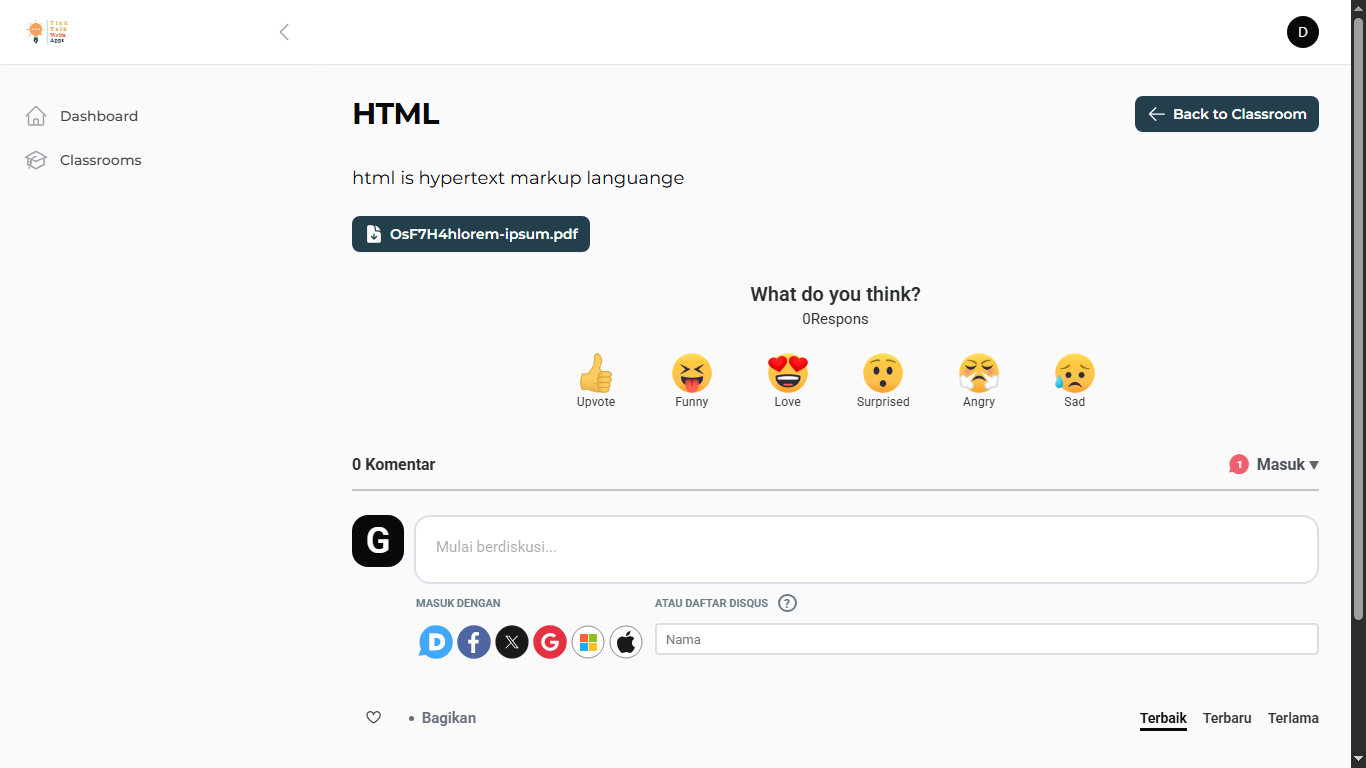 Tink
Talk
Write
Apps
D
Dashboard
Classrooms
HTML
Back to Classroom
html is hypertext markup languange
OsF7H4hlorem-ipsum.pdf
What do you think?
0Respons
Upvote
Funny
Love
Surprised
Angry
Sad
0 Komentar
1
Masuk
G
Mulai berdiskusi...
MASUK DENGAN
ATAU DAFTAR DISQUS ?
D f X G
Nama
• Bagikan
Terbaik
Terbaru
Terlama